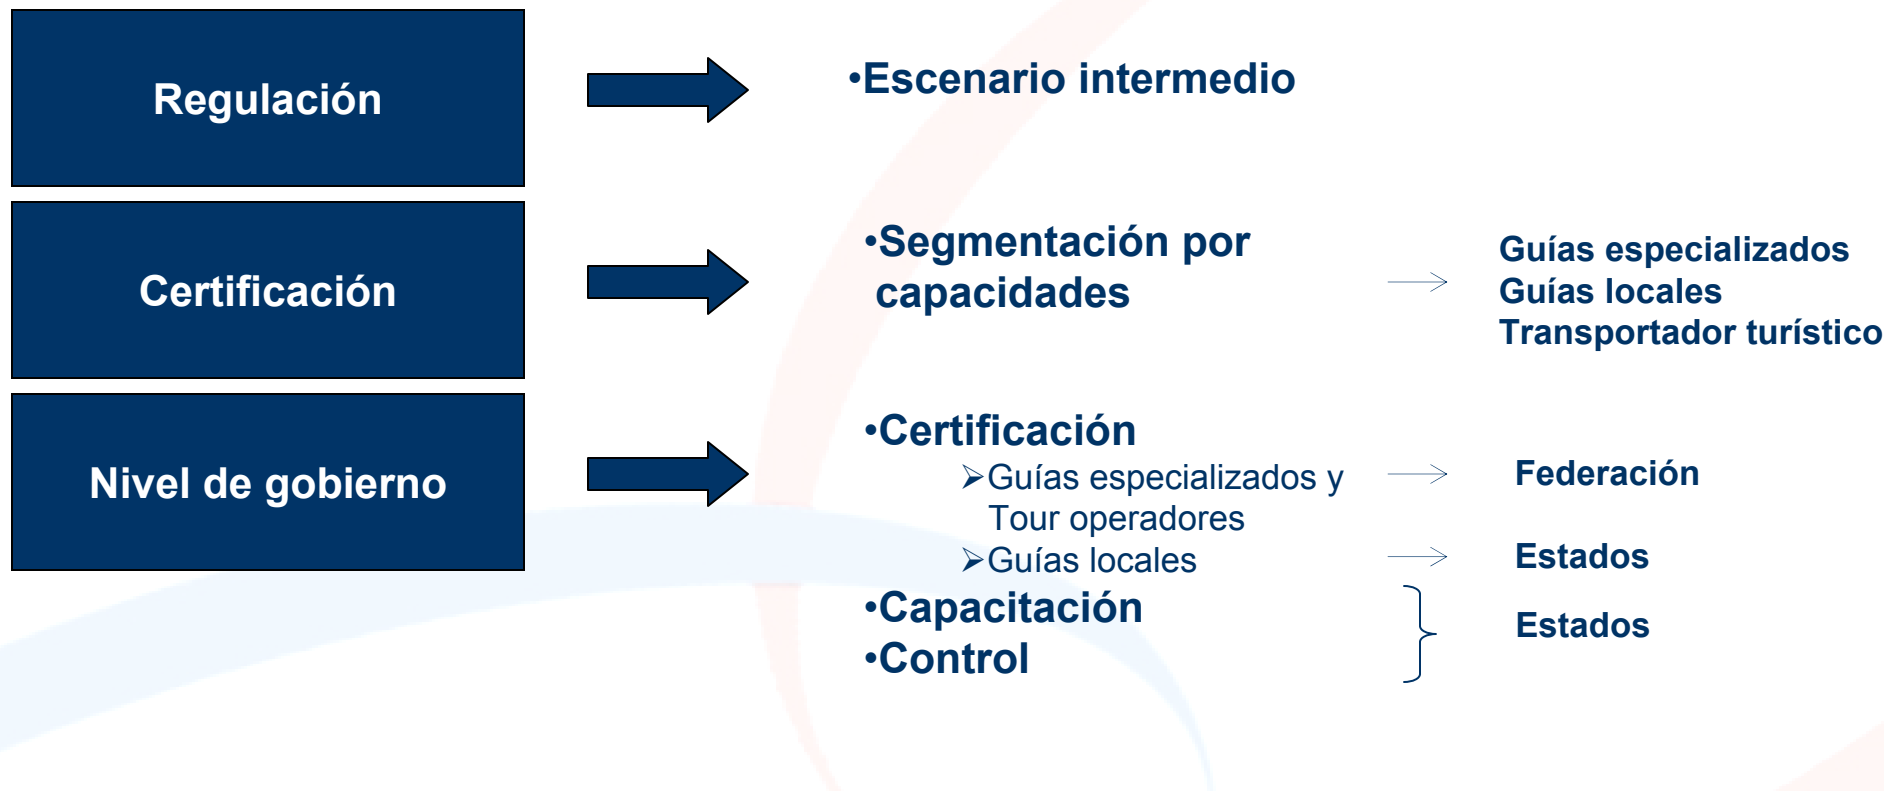 Regulación
•Escenario intermedio
Certificación
•Segmentación por
capacidades
Guías especializados
Guías locales
Transportador turístico
Nivel de gobierno
•Certificación
➢Guías especializados y
Tour operadores
Federación
➢Guías locales
Estados
•Capacitación
•Control
Estados